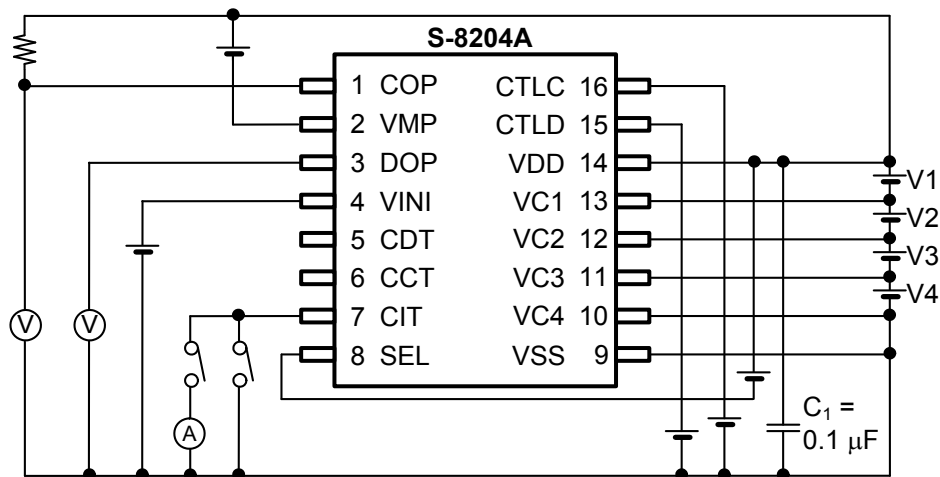 S-8204A
1 COP
2 VMP
3 DOP
4 VINI
5 CDT
6 CCT
7 CIT
8 SEL
CTLC 16
CTLD 15
VDD 14
VC1 13
VC2 12
VC3 11
VC4 10
VSS 9
V1
V2
V3
V4
V
V
A
C₁ =
0.1 μF